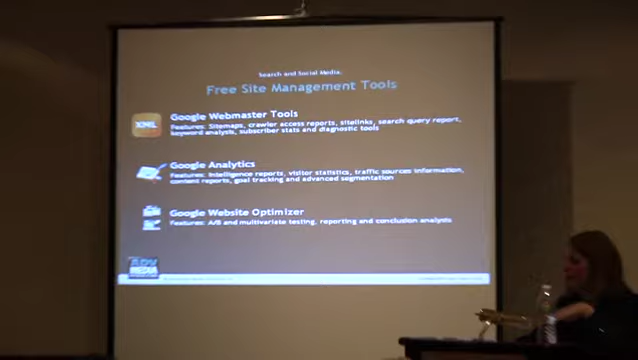 Search and Social Media:
Free Site Management Tools
XML
Google Webmaster Tools
Features: Sitemaps, crawler access reports, sitelinks, search query report,
keyword analysis, subscriber stats and diagnostic tools
Google Analytics
Features: Intelligence reports, visitor statistics, traffic sources information,
content reports, goal tracking and advanced segmentation
Google Website Optimizer
Features: A/B and multivariate testing, reporting and conclusion analysis
MEDIA